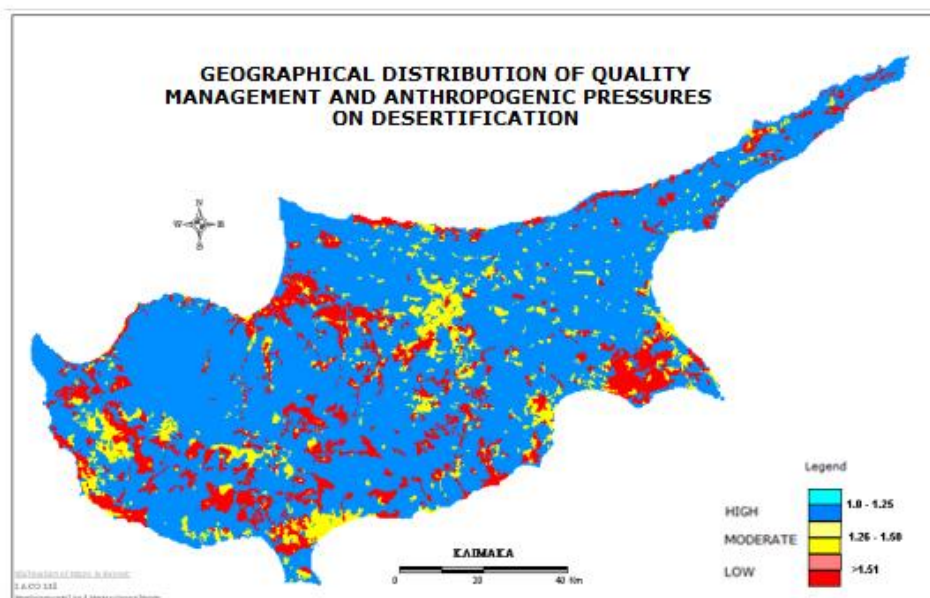 GEOGRAPHICAL DISTRIBUTION OF QUALITY
MANAGEMENT AND ANTHROPOGENIC PRESSURES
ON DESERTIFICATION
N
W
S
Legend
HIGH
1.0 - 1.25
MODERATE
1.26 - 1.50
LOW
>1.51
ΚΛΙΜΑΚΑ
0 20 40 Km